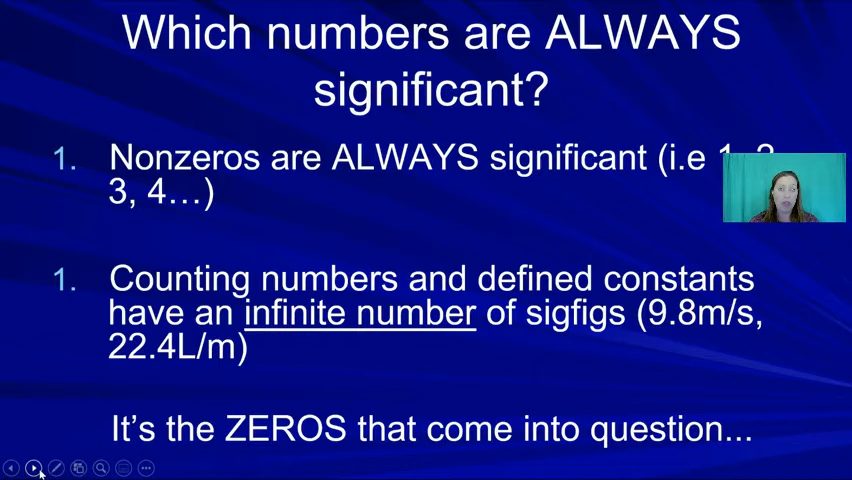 Which numbers are ALWAYS
significant?
1. Nonzeros are ALWAYS significant (i.e 1, 2,
3, 4…)
1. Counting numbers and defined constants
have an infinite number of sigfigs (9.8m/s,
22.4L/m)
It's the ZEROS that come into question...